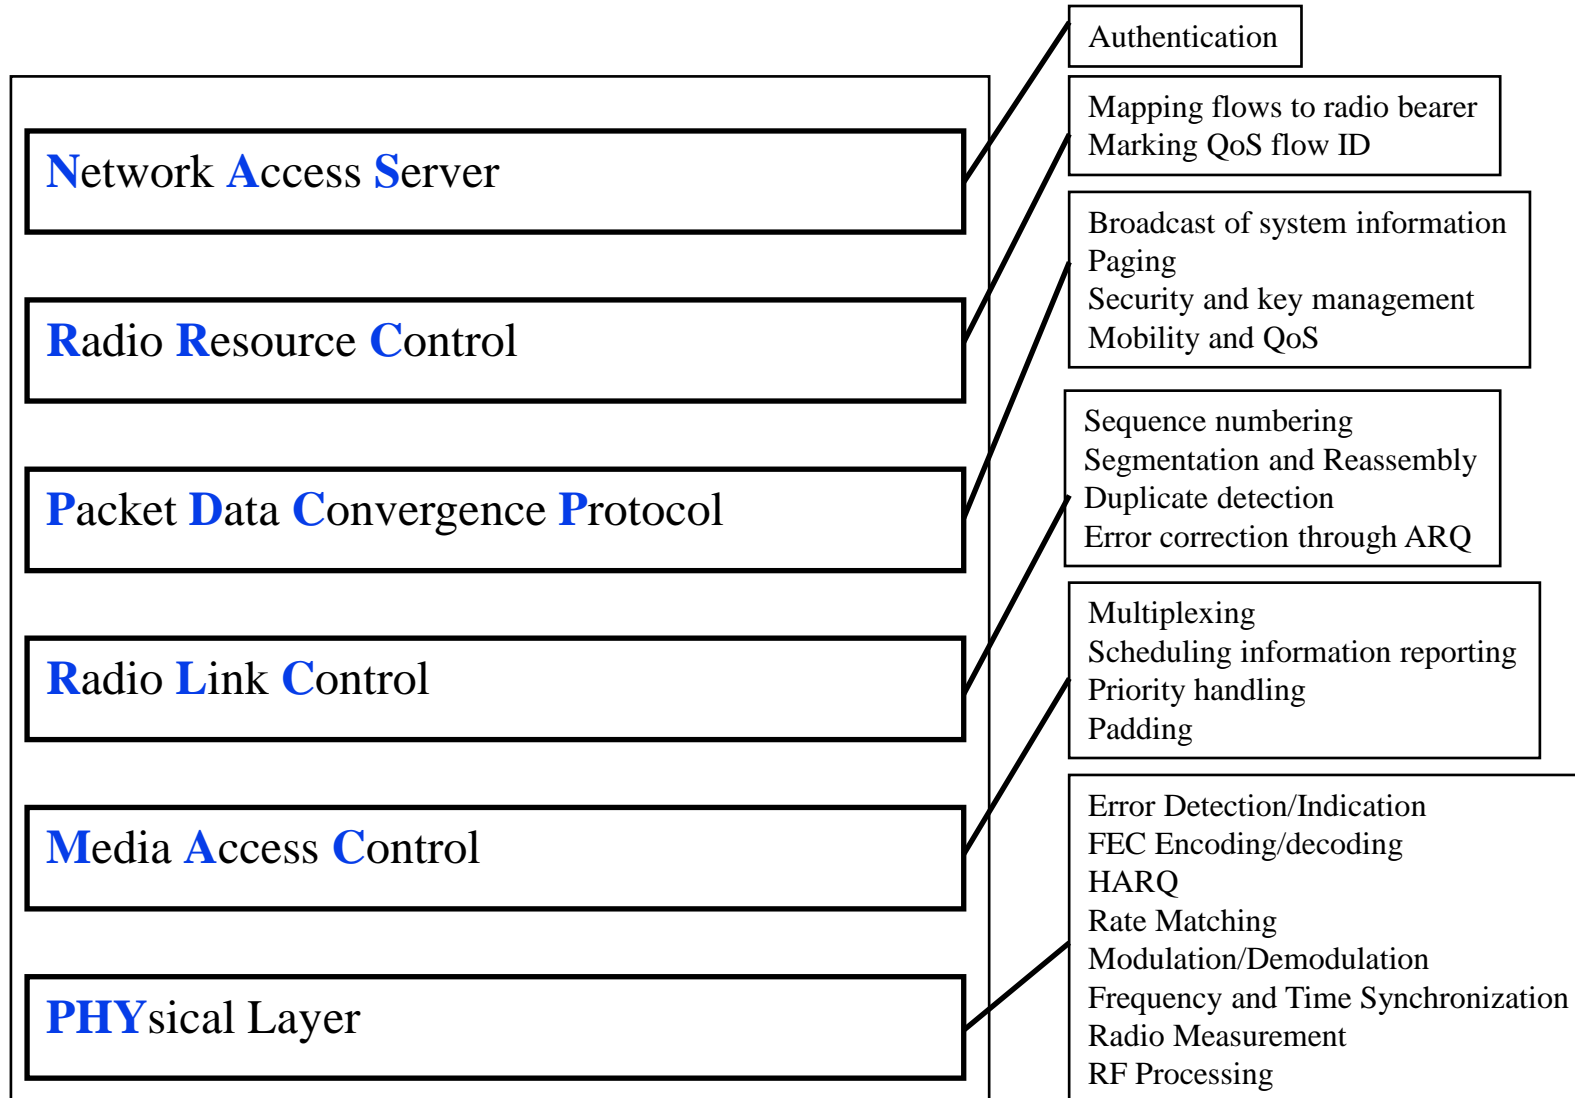 Authentication
Network Access Server
Mapping flows to radio bearer
Marking QoS flow ID
Radio Resource Control
Broadcast of system information
Paging
Security and key management
Mobility and QoS
Packet Data Convergence Protocol
Sequence numbering
Segmentation and Reassembly
Duplicate detection
Error correction through ARQ
Radio Link Control
Multiplexing
Scheduling information reporting
Priority handling
Padding
Media Access Control
Error Detection/Indication
FEC Encoding/decoding
HARQ
Rate Matching
Modulation/Demodulation
Frequency and Time Synchronization
Radio Measurement
RF Processing
PHYsical Layer